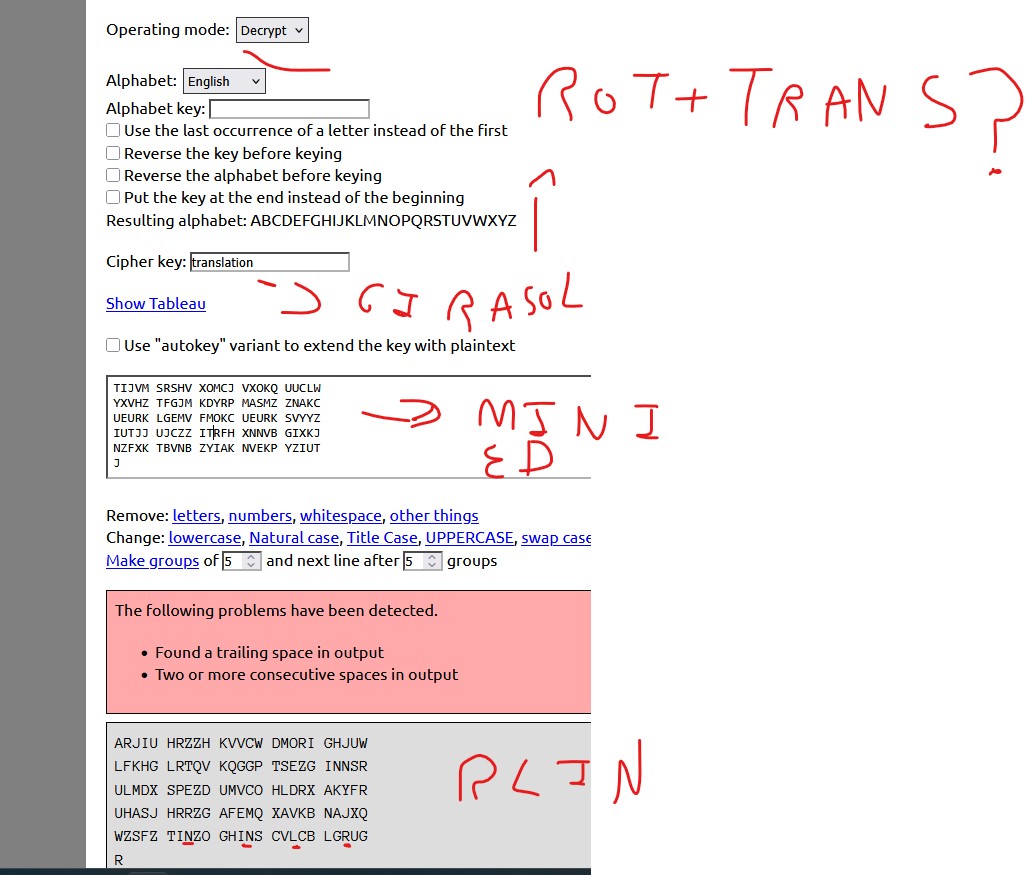 Operating mode: Decrypt
Alphabet: English
ROT+TRANS?
Alphabet key:
Use the last occurrence of a letter instead of the first
Reverse the key before keying
Reverse the alphabet before keying
Put the key at the end instead of the beginning
Resulting alphabet: ABCDEFGHIJKLMNOPQRSTUVWXYZ
Cipher key: translation
GIRASOL
Show Tableau
Use "autokey" variant to extend the key with plaintext
TIJVM SRSHV XOMCJ VXOKQ UUCLW
YXVHZ TFGJM KDYRP MASMZ ZNAKC
UEURK LGEMV FMOKC UEURK SVYYZ
IUTJJ UJCZZ ITRFH XNNVB GIXKJ
NZFXK TBVNB ZYIAK NVEKP YZIUT
J
MINI
ED
Remove: letters, numbers, whitespace, other things
Change: lowercase, Natural case, Title Case, UPPERCASE, swap case
Make groups of 5 and next line after 5 groups
The following problems have been detected.
• Found a trailing space in output
• Two or more consecutive spaces in output
ARJIU HRZZH KVVCW DMORI GHJUW
LFKHG LRTQV KQGGP TSEZG INNSR
ULMDX SPEZD UMVCO HLDRX AKYFR
UHASJ HRRZG AFEMQ XAVKB NAJXQ
WZSFZ TINZO GHINS CVLCB LGRUG
R
RLIN